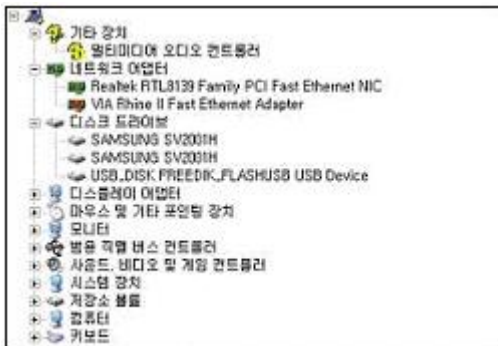 기타 장치
멀티미디어 오디오 컨트롤러
네트워크 어댑터
Realtek RTL8139 Family PCI Fast Ethernet NIC
VIA Rhine II Fast Ethernet Adapter
디스크 드라이브
SAMSUNG SV2001H
SAMSUNG SV2001H
USB_DISK FREEDIK_FLASHUSB USB Device
디스플레이 어댑터
마우스 및 기타 포인팅 장치
모니터
범용 직렬 버스 컨트롤러
사운드, 비디오 및 게임 컨트롤러
시스템 장치
저장소 볼륨
컴퓨터
키보드